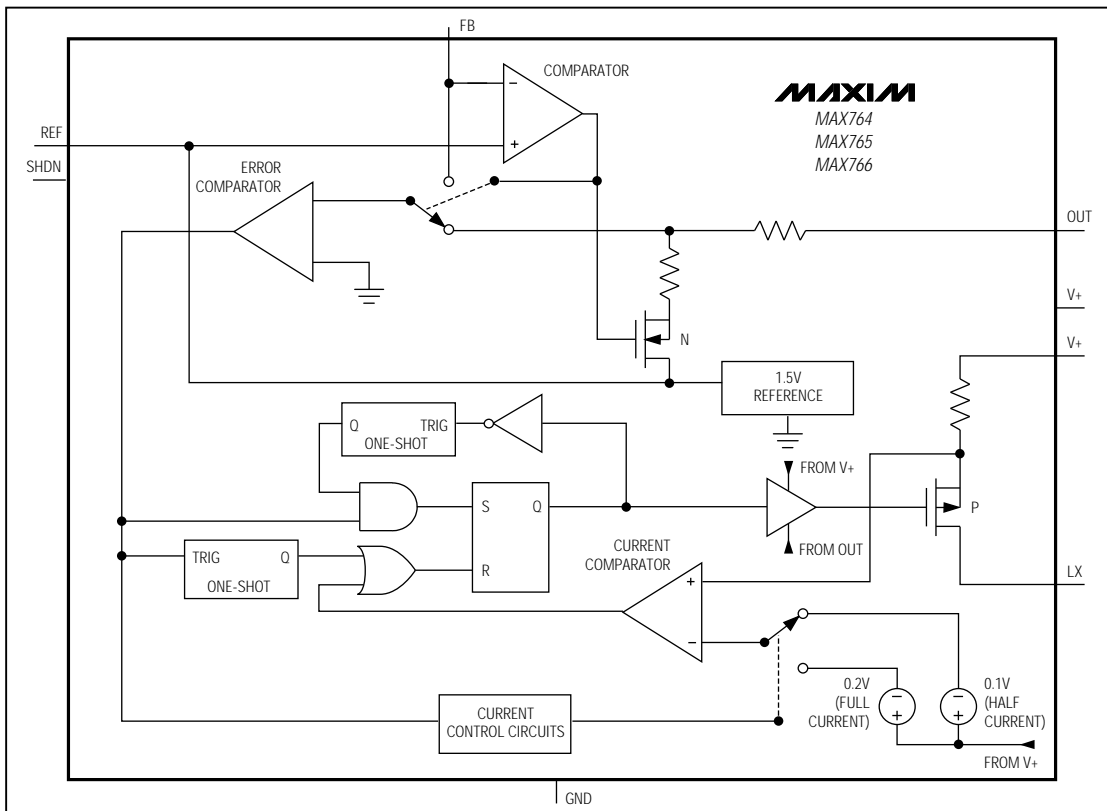 FB
COMPARATOR
−
+
MAXIM
MAX764
MAX765
MAX766
REF
SHDN
ERROR
COMPARATOR
OUT
V+
V+
N
1.5V
REFERENCE
Q TRIG
ONE-SHOT
FROM V+
S Q
R
P
TRIG Q
ONE-SHOT
CURRENT
COMPARATOR
FROM OUT
+
−
LX
CURRENT
CONTROL CIRCUITS
0.2V
(FULL
CURRENT)
−
+
−
+
0.1V
(HALF
CURRENT)
FROM V+
GND